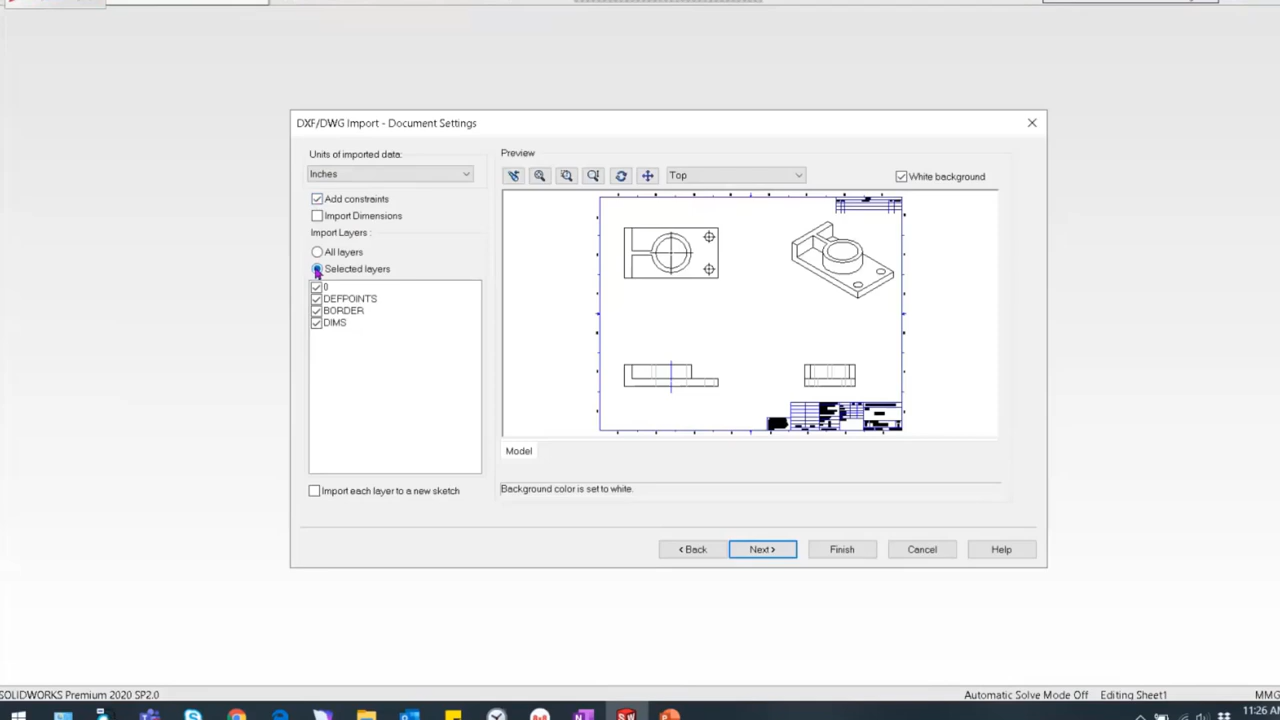 DXF/DWG Import - Document Settings
Units of imported data:
Inches
Add constraints
Import Dimensions
Import Layers :
All layers
Selected layers
0
DEFPOINTS
BORDER
DIMS
Import each layer to a new sketch
Preview
Top
White background
Model
Background color is set to white.
< Back
Next >
Finish
Cancel
Help
SOLIDWORKS Premium 2020 SP2.0
Automatic Solve Mode Off
Editing Sheet1
MMG
11:26 AM